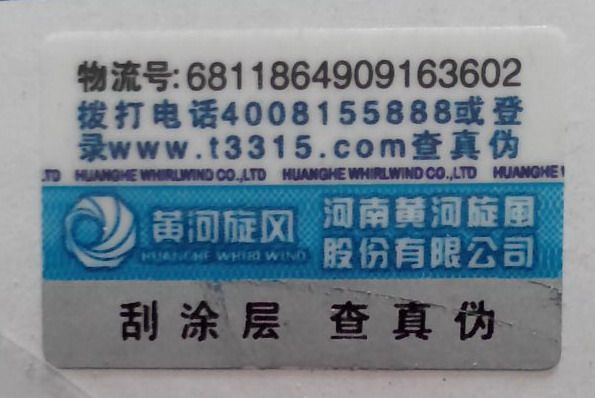 物流号: 6811864909163602
拨打电话4008155888或登
录www.t3315.com查真伪
.TD HUANGHE WHIRLWIND CO.,LTD HUANGHE WHIRLWIND CO.,LTD HUANGHE
黄河旋风
HUANGHE WHIRLWIND
河南黄河旋風
股份有限公司
刮涂层 查真伪